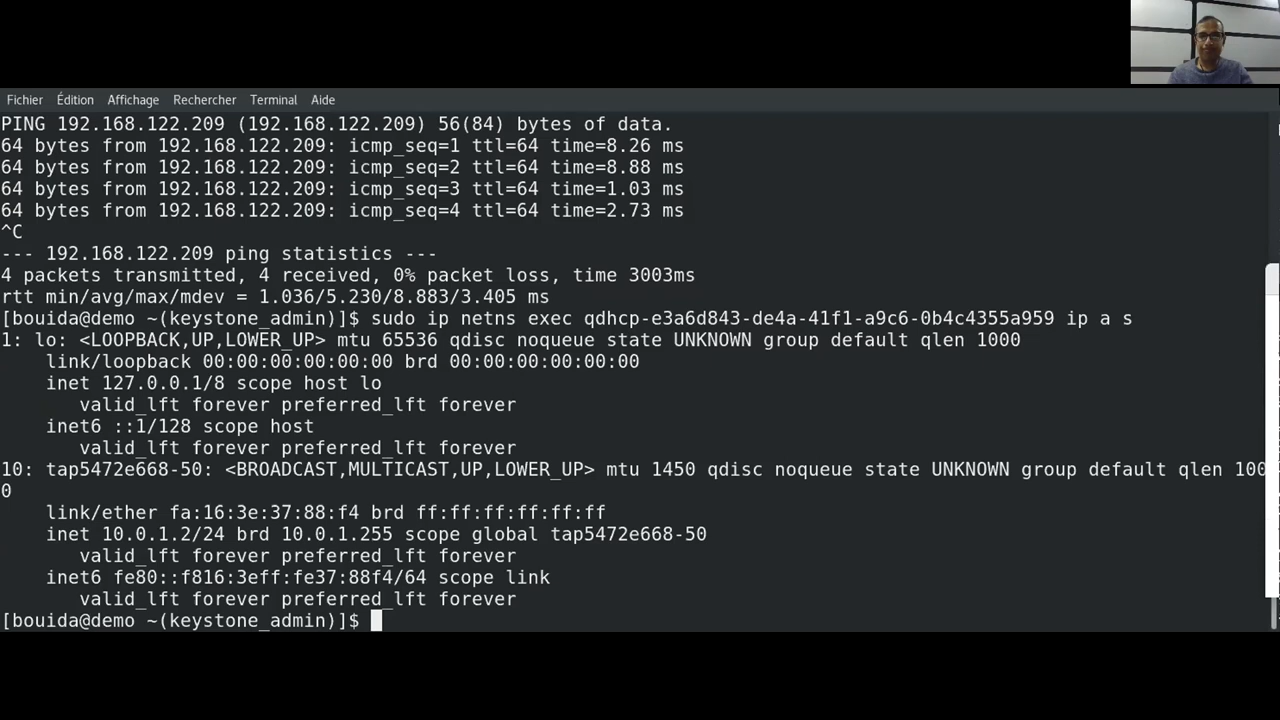 Fichier Édition Affichage Rechercher Terminal Aide
PING 192.168.122.209 (192.168.122.209) 56(84) bytes of data.
64 bytes from 192.168.122.209: icmp_seq=1 ttl=64 time=8.26 ms
64 bytes from 192.168.122.209: icmp_seq=2 ttl=64 time=8.88 ms
64 bytes from 192.168.122.209: icmp_seq=3 ttl=64 time=1.03 ms
64 bytes from 192.168.122.209: icmp_seq=4 ttl=64 time=2.73 ms
^C
--- 192.168.122.209 ping statistics ---
4 packets transmitted, 4 received, 0% packet loss, time 3003ms
rtt min/avg/max/mdev = 1.036/5.230/8.883/3.405 ms
[bouida@demo ~(keystone_admin)]$ sudo ip netns exec qdhcp-e3a6d843-de4a-41f1-a9c6-0b4c4355a959 ip a s
1: lo: <LOOPBACK,UP,LOWER_UP> mtu 65536 qdisc noqueue state UNKNOWN group default qlen 1000
    link/loopback 00:00:00:00:00:00 brd 00:00:00:00:00:00
    inet 127.0.0.1/8 scope host lo
       valid_lft forever preferred_lft forever
    inet6 ::1/128 scope host
       valid_lft forever preferred_lft forever
10: tap5472e668-50: <BROADCAST,MULTICAST,UP,LOWER_UP> mtu 1450 qdisc noqueue state UNKNOWN group default qlen 100
0
    link/ether fa:16:3e:37:88:f4 brd ff:ff:ff:ff:ff:ff
    inet 10.0.1.2/24 brd 10.0.1.255 scope global tap5472e668-50
       valid_lft forever preferred_lft forever
    inet6 fe80::f816:3eff:fe37:88f4/64 scope link
       valid_lft forever preferred_lft forever
[bouida@demo ~(keystone_admin)]$